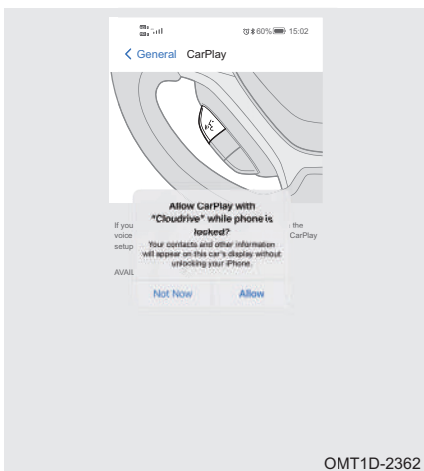 60% 15:02
General CarPlay
Allow CarPlay with
"Cloudrive" while phone is
locked?
If you the
voice CarPlay
setup
Your contacts and other information
will appear on this car's display without
unlocking your iPhone.
AVAIL
Not Now Allow
OMT1D-2362